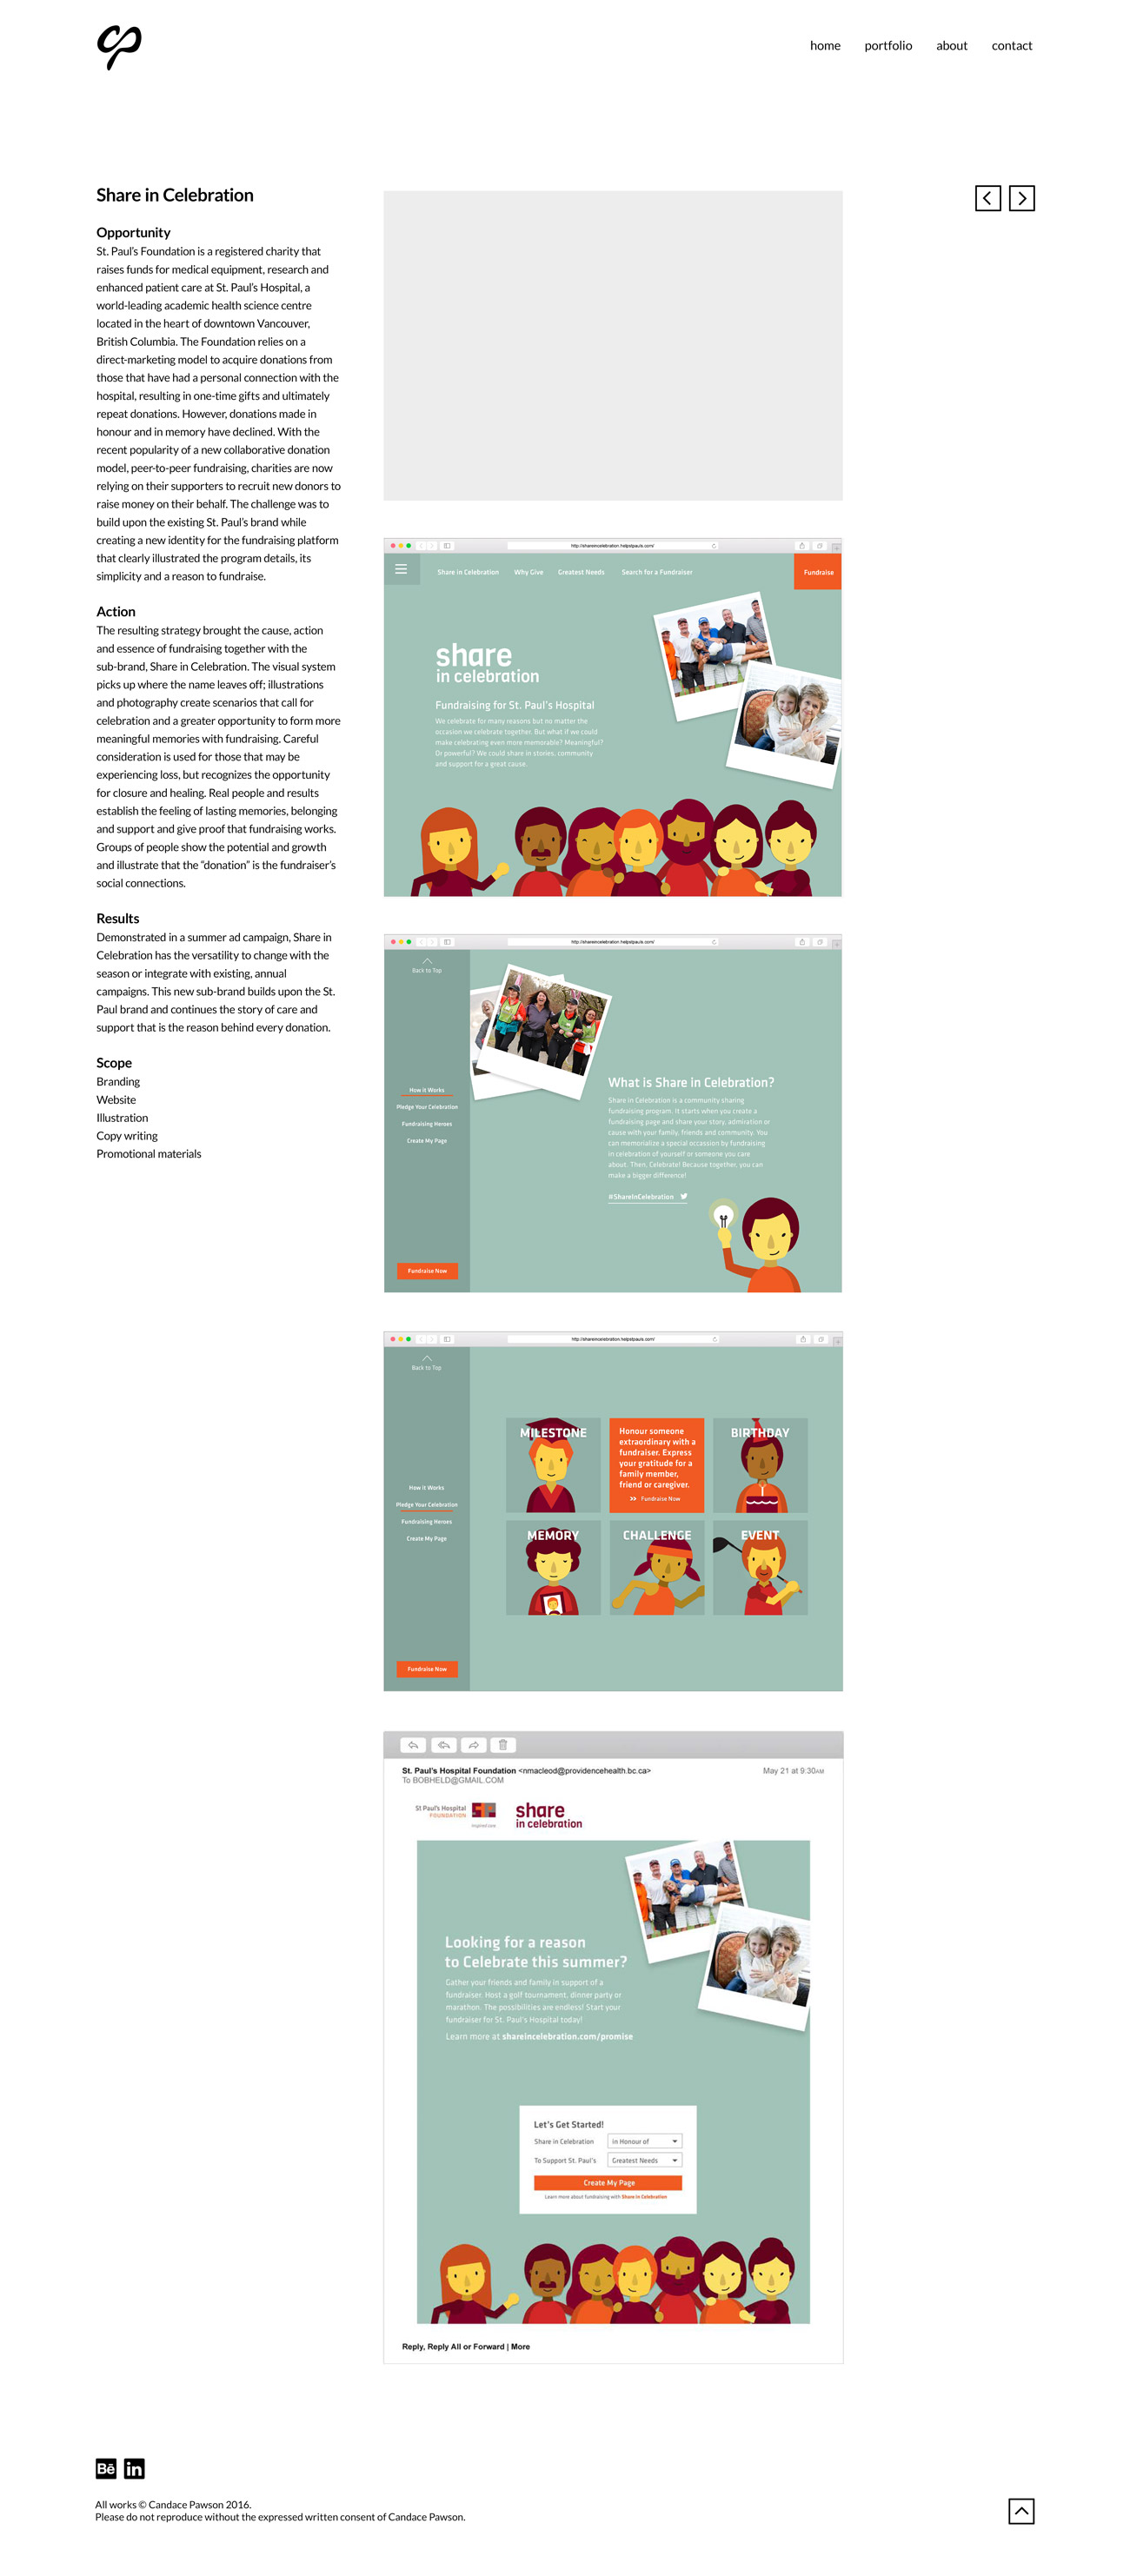 home portfolio about contact
Share in Celebration
Opportunity
St. Paul's Foundation is a registered charity that
raises funds for medical equipment, research and
enhanced patient care at St. Paul's Hospital, a
world-leading academic health science centre
located in the heart of downtown Vancouver,
British Columbia. The Foundation relies on a
direct-marketing model to acquire donations from
those that have had a personal connection with the
hospital, resulting in one-time gifts and ultimately
repeat donations. However, donations made in
honour and in memory have declined. With the
recent popularity of a new collaborative donation
model, peer-to-peer fundraising, charities are now
relying on their supporters to recruit new donors to
raise money on their behalf. The challenge was to
build upon the existing St. Paul's brand while
creating a new identity for the fundraising platform
that clearly illustrated the program details, its
simplicity and a reason to fundraise.
Action
The resulting strategy brought the cause, action
and essence of fundraising together with the
sub-brand, Share in Celebration. The visual system
picks up where the name leaves off; illustrations
and photography create scenarios that call for
celebration and a greater opportunity to form more
meaningful memories with fundraising. Careful
consideration is used for those that may be
experiencing loss, but recognizes the opportunity
for closure and healing. Real people and results
establish the feeling of lasting memories, belonging
and support and give proof that fundraising works.
Groups of people show the potential and growth
and illustrate that the "donation" is the fundraiser's
social connections.
Results
Demonstrated in a summer ad campaign, Share in
Celebration has the versatility to change with the
season or integrate with existing, annual
campaigns. This new sub-brand builds upon the St.
Paul brand and continues the story of care and
support that is the reason behind every donation.
Scope
Branding
Website
Illustration
Copy writing
Promotional materials
http://shareincelebration.helpstpauls.com/
Share in Celebration Why Give Greatest Needs Search for a Fundraiser Fundraise
share
in celebration
Fundraising for St. Paul's Hospital
We celebrate for many reasons but no matter the
occasion we celebrate together. But what if we could
make celebrating even more memorable? Meaningful?
Or powerful? We could share in stories, community
and support for a great cause.
http://shareincelebration.helpstpauls.com/
Back to Top
How it Works
Pledge Your Celebration
Fundraising Heroes
Create My Page
Fundraise Now
What is Share in Celebration?
Share in Celebration is a community sharing
fundraising program. It starts when you create a
fundraising page and share your story, admiration or
cause with your family, friends and community. You
can memorialize a special occassion by fundraising
in celebration of yourself or someone you care
about. Then, Celebrate! Because together, you can
make a bigger difference!
#ShareInCelebration
http://shareincelebration.helpstpauls.com/
Back to Top
How it Works
Pledge Your Celebration
Fundraising Heroes
Create My Page
Fundraise Now
MILESTONE
Honour someone
extraordinary with a
fundraiser. Express
your gratitude for a
family member,
friend or caregiver.
Fundraise Now
BIRTHDAY
MEMORY
CHALLENGE
EVENT
St. Paul's Hospital Foundation <nmacleod@providencehealth.bc.ca> May 21 at 9:30AM
To BOBHELD@GMAIL.COM
St Paul's Hospital
FOUNDATION
inspired care
share
in celebration
Looking for a reason
to Celebrate this summer?
Gather your friends and family in support of a
fundraiser. Host a golf tournament, dinner party or
marathon. The possibilities are endless! Start your
fundraiser for St. Paul's Hospital today!
Learn more at shareincelebration.com/promise
Let's Get Started!
Share in Celebration in Honour of
To Support St. Paul's Greatest Needs
Create My Page
Learn more about fundraising with Share in Celebration
Reply, Reply All or Forward | More
Bē in
All works © Candace Pawson 2016.
Please do not reproduce without the expressed written consent of Candace Pawson.